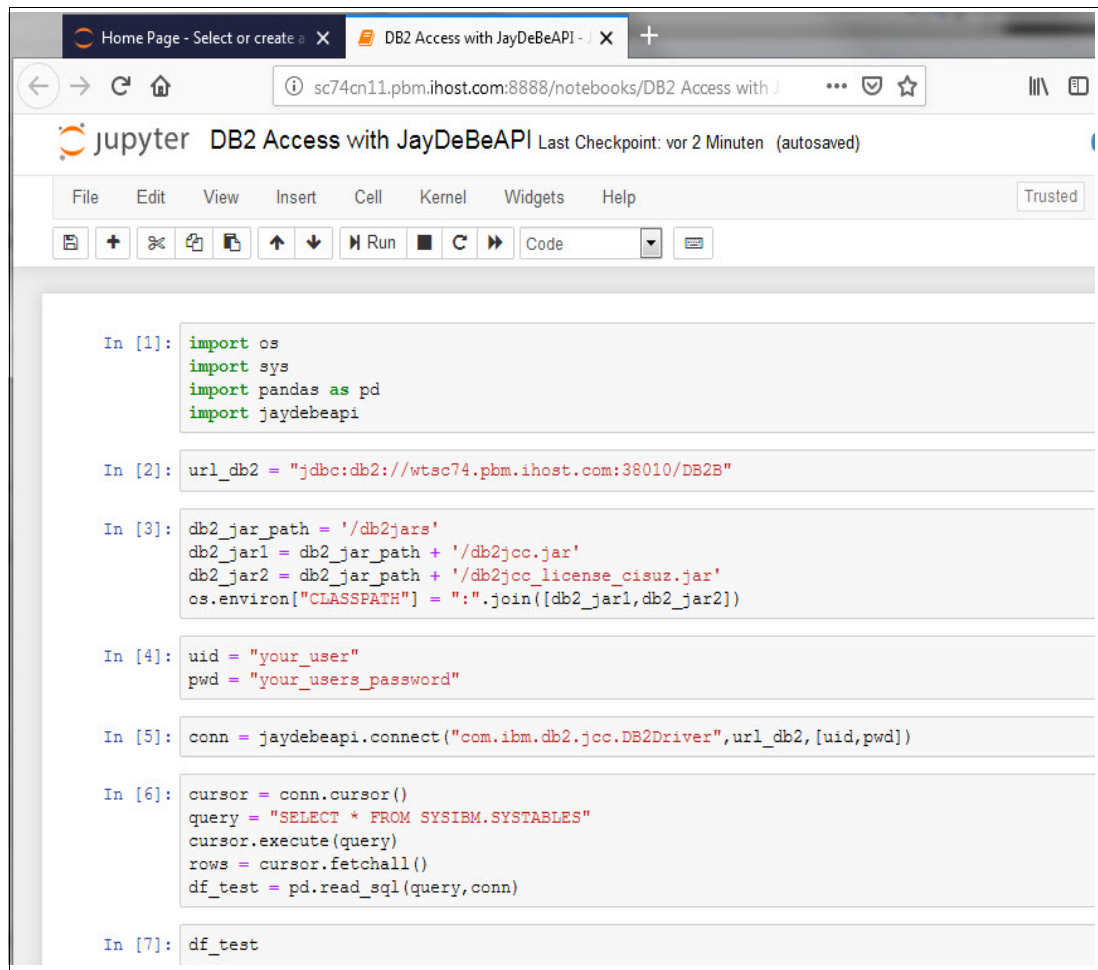 Home Page - Select or create a
DB2 Access with JayDeBeAPI -
sc74cn11.pbm.ihost.com:8888/notebooks/DB2 Access with
jupyter DB2 Access with JayDeBeAPI Last Checkpoint: vor 2 Minuten (autosaved)
File Edit View Insert Cell Kernel Widgets Help Trusted
Run Code
In [1]: import os
import sys
import pandas as pd
import jaydebeapi
In [2]: url_db2 = "jdbc:db2://wtsc74.pbm.ihost.com:38010/DB2B"
In [3]: db2_jar_path = '/db2jars'
db2_jar1 = db2_jar_path + '/db2jcc.jar'
db2_jar2 = db2_jar_path + '/db2jcc_license_cisuz.jar'
os.environ["CLASSPATH"] = ":".join([db2_jar1,db2_jar2])
In [4]: uid = "your_user"
pwd = "your_users_password"
In [5]: conn = jaydebeapi.connect("com.ibm.db2.jcc.DB2Driver",url_db2,[uid,pwd])
In [6]: cursor = conn.cursor()
query = "SELECT * FROM SYSIBM.SYSTABLES"
cursor.execute(query)
rows = cursor.fetchall()
df_test = pd.read_sql(query,conn)
In [7]: df_test